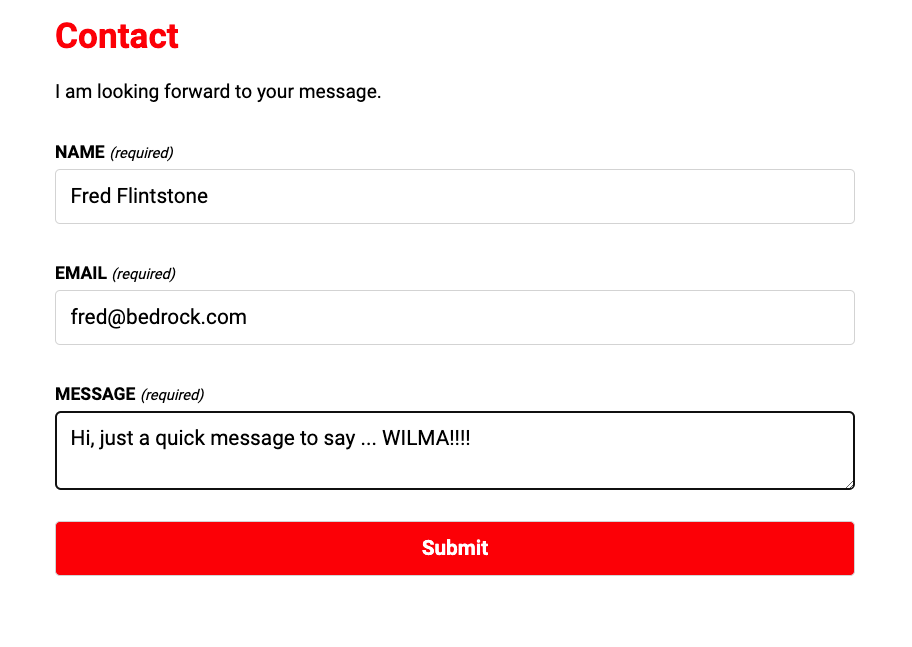 Contact
I am looking forward to your message.
NAME (required)
Fred Flintstone
EMAIL (required)
fred@bedrock.com
MESSAGE (required)
Hi, just a quick message to say ... WILMA!!!!
Submit